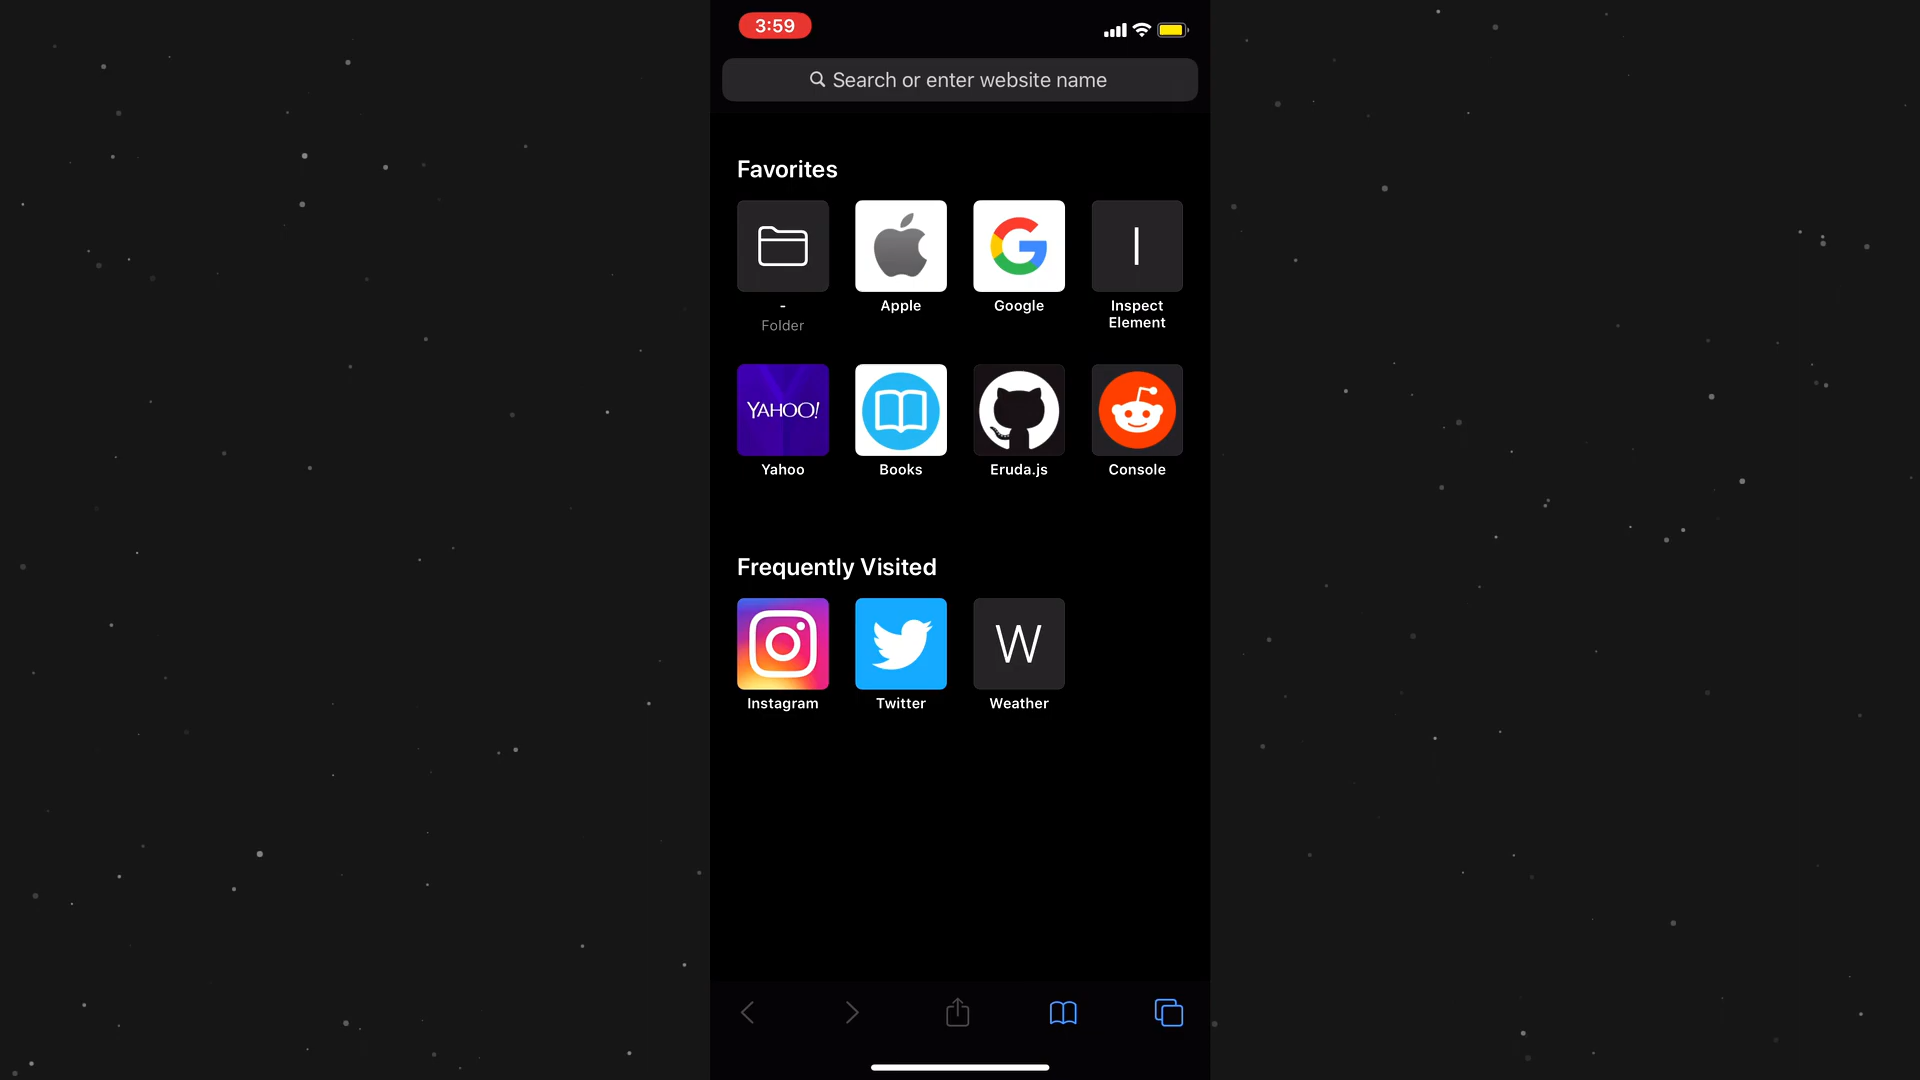 3:59
Search or enter website name
Favorites
-
Folder
Apple
G
Google
I
Inspect
Element
YAHOO!
Yahoo
Books
Eruda.js
Console
Frequently Visited
Instagram
Twitter
W
Weather